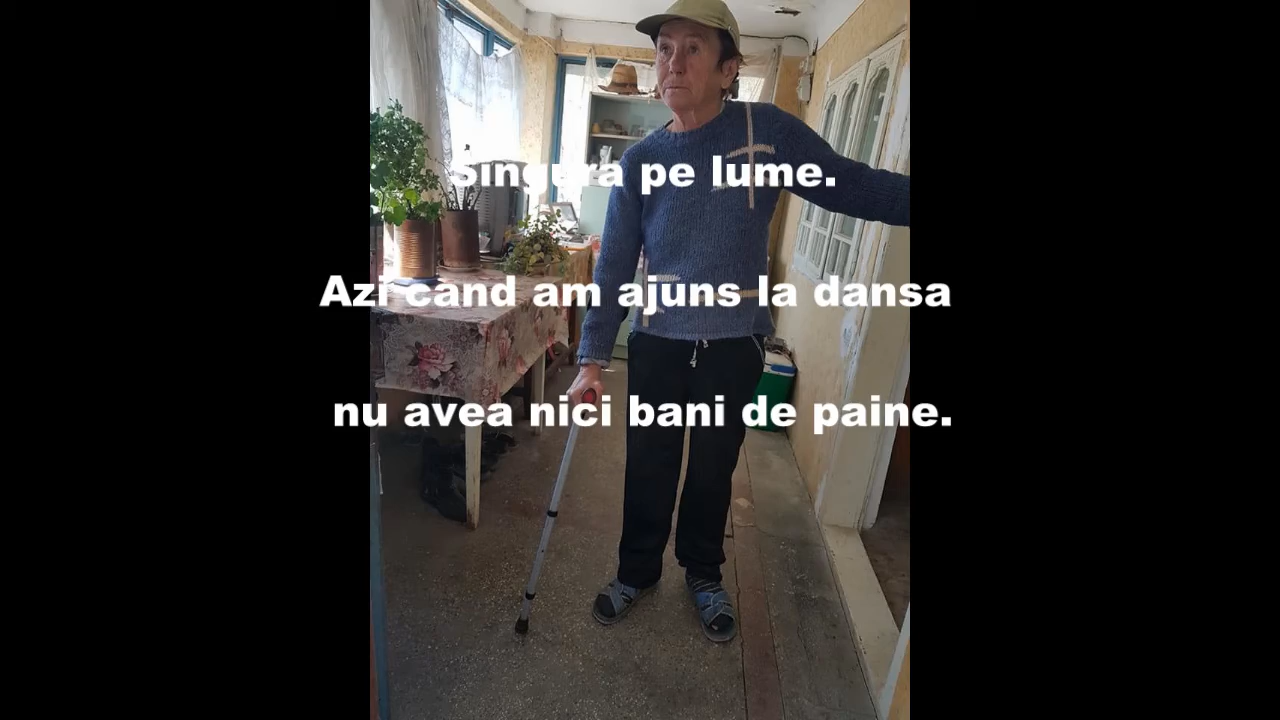 Singura pe lume.
Azi cand am ajuns la dansa
nu avea nici bani de paine.